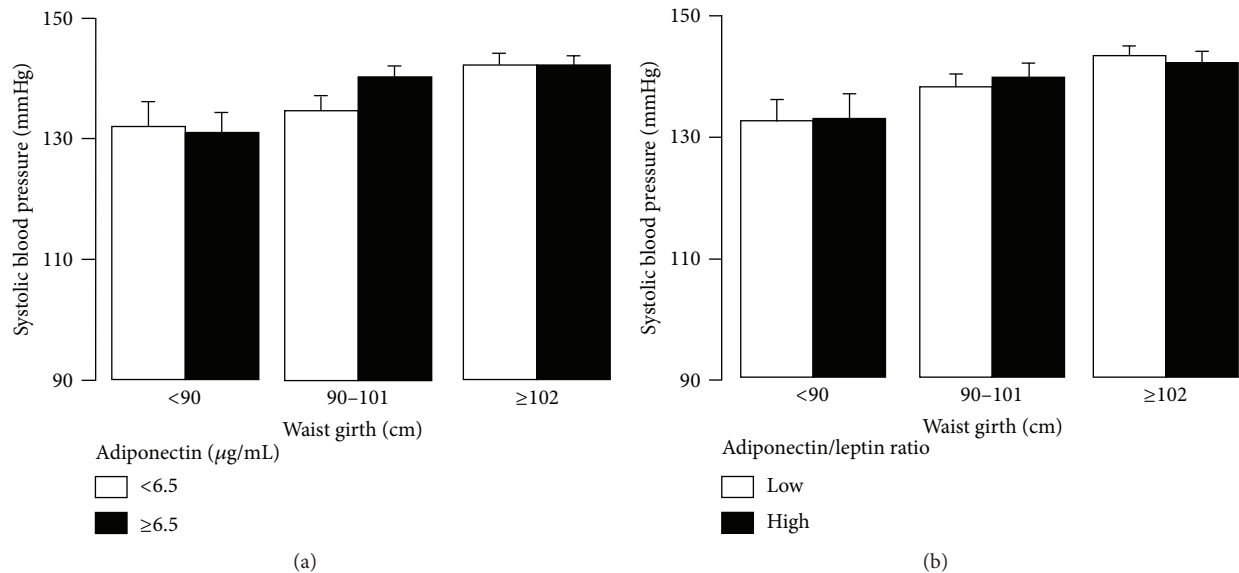 Systolic blood pressure (mmHg)
150
130
110
90
<90
90–101
≥102
Waist girth (cm)
Adiponectin (μg/mL)
<6.5
≥6.5
(a)
Systolic blood pressure (mmHg)
150
130
110
90
<90
90–101
≥102
Waist girth (cm)
Adiponectin/leptin ratio
Low
High
(b)